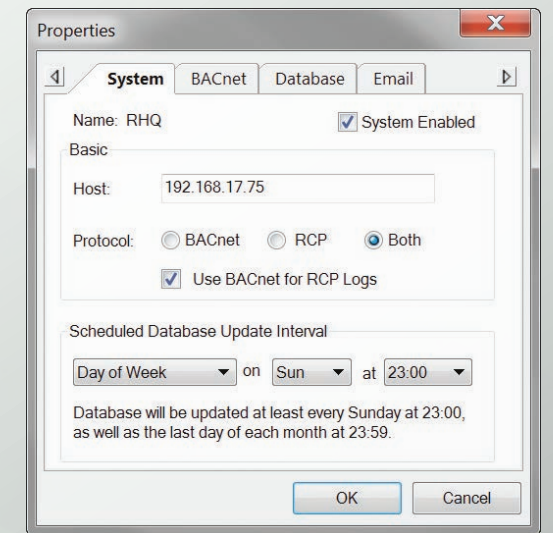 Properties
System BACnet Database Email
Name: RHQ System Enabled
Basic
Host: 192.168.17.75
Protocol: BACnet RCP Both
Use BACnet for RCP Logs
Scheduled Database Update Interval
Day of Week on Sun at 23:00
Database will be updated at least every Sunday at 23:00,
as well as the last day of each month at 23:59.
OK Cancel